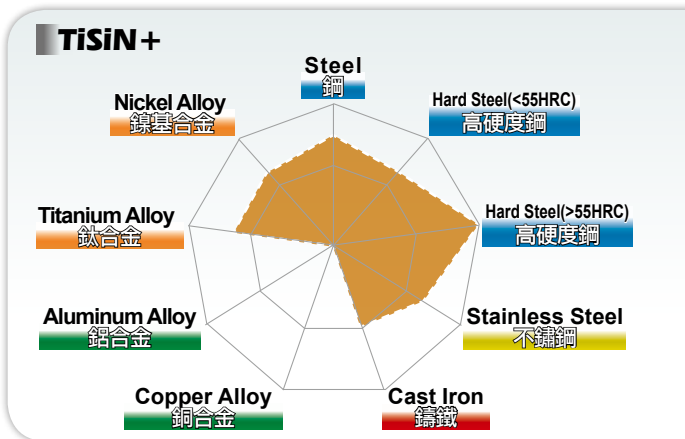 TiSiN+
Steel
鋼
Hard Steel(<55HRC)
高硬度鋼
Hard Steel(>55HRC)
高硬度鋼
Stainless Steel
不鏽鋼
Cast Iron
鑄鐵
Copper Alloy
銅合金
Aluminum Alloy
鋁合金
Titanium Alloy
鈦合金
Nickel Alloy
鎳基合金